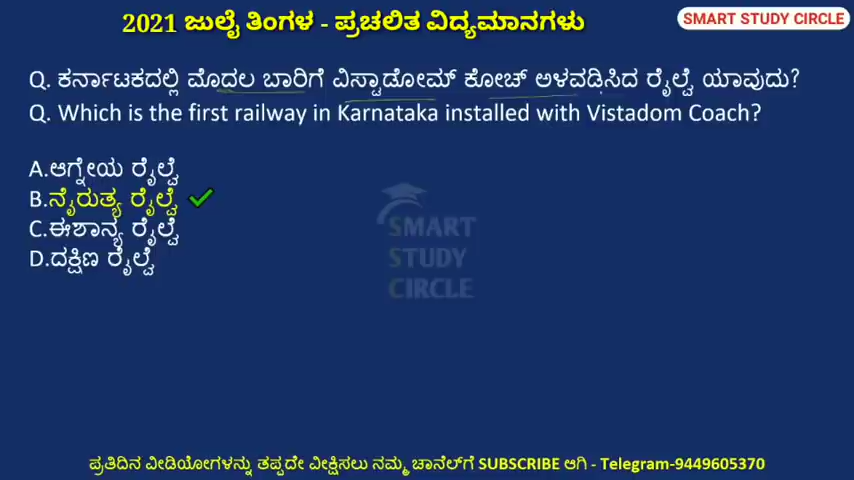 2021 ಜುಲೈ ತಿಂಗಳ - ಪ್ರಚಲಿತ ವಿದ್ಯಮಾನಗಳು
SMART STUDY CIRCLE
Q. ಕರ್ನಾಟಕದಲ್ಲಿ ಮೊದಲ ಬಾರಿಗೆ ವಿಸ್ಟಾಡೋಮ್ ಕೋಚ್ ಅಳವಡಿಸಿದ ರೈಲ್ವೆ ಯಾವುದು?
Q. Which is the first railway in Karnataka installed with Vistadom Coach?
A.ಆಗ್ನೇಯ ರೈಲ್ವೆ
B.ನೈರುತ್ಯ ರೈಲ್ವೆ
C.ಈಶಾನ್ಯ ರೈಲ್ವೆ
D.ದಕ್ಷಿಣ ರೈಲ್ವೆ
SMART
STUDY
CIRCLE
ಪ್ರತಿದಿನ ವೀಡಿಯೋಗಳನ್ನು ತಪ್ಪದೇ ವೀಕ್ಷಿಸಲು ನಮ್ಮ ಚಾನೆಲ್‌ಗೆ SUBSCRIBE ಆಗಿ - Telegram-9449605370